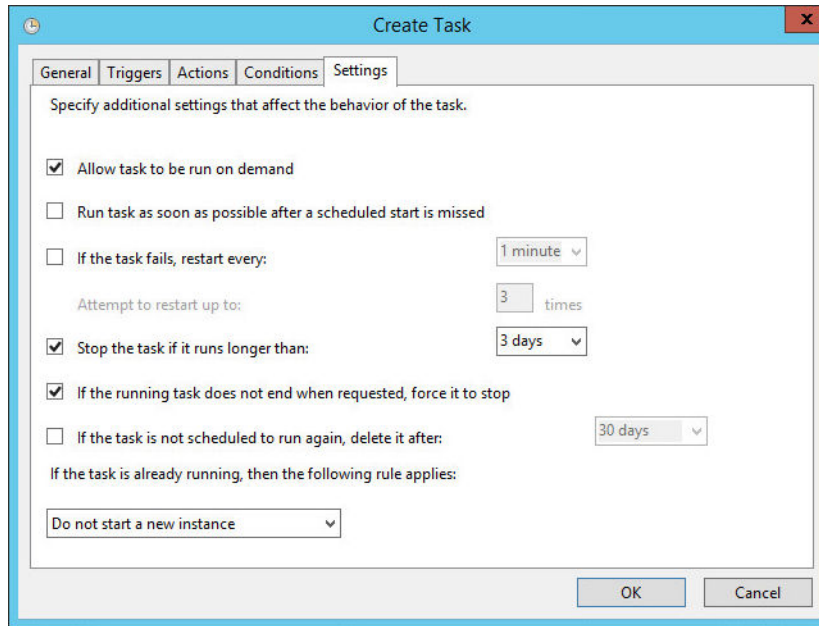 Create Task
x
General Triggers Actions Conditions Settings
Specify additional settings that affect the behavior of the task.
Allow task to be run on demand
Run task as soon as possible after a scheduled start is missed
If the task fails, restart every: 1 minute
Attempt to restart up to: 3 times
Stop the task if it runs longer than: 3 days
If the running task does not end when requested, force it to stop
If the task is not scheduled to run again, delete it after: 30 days
If the task is already running, then the following rule applies:
Do not start a new instance
OK Cancel